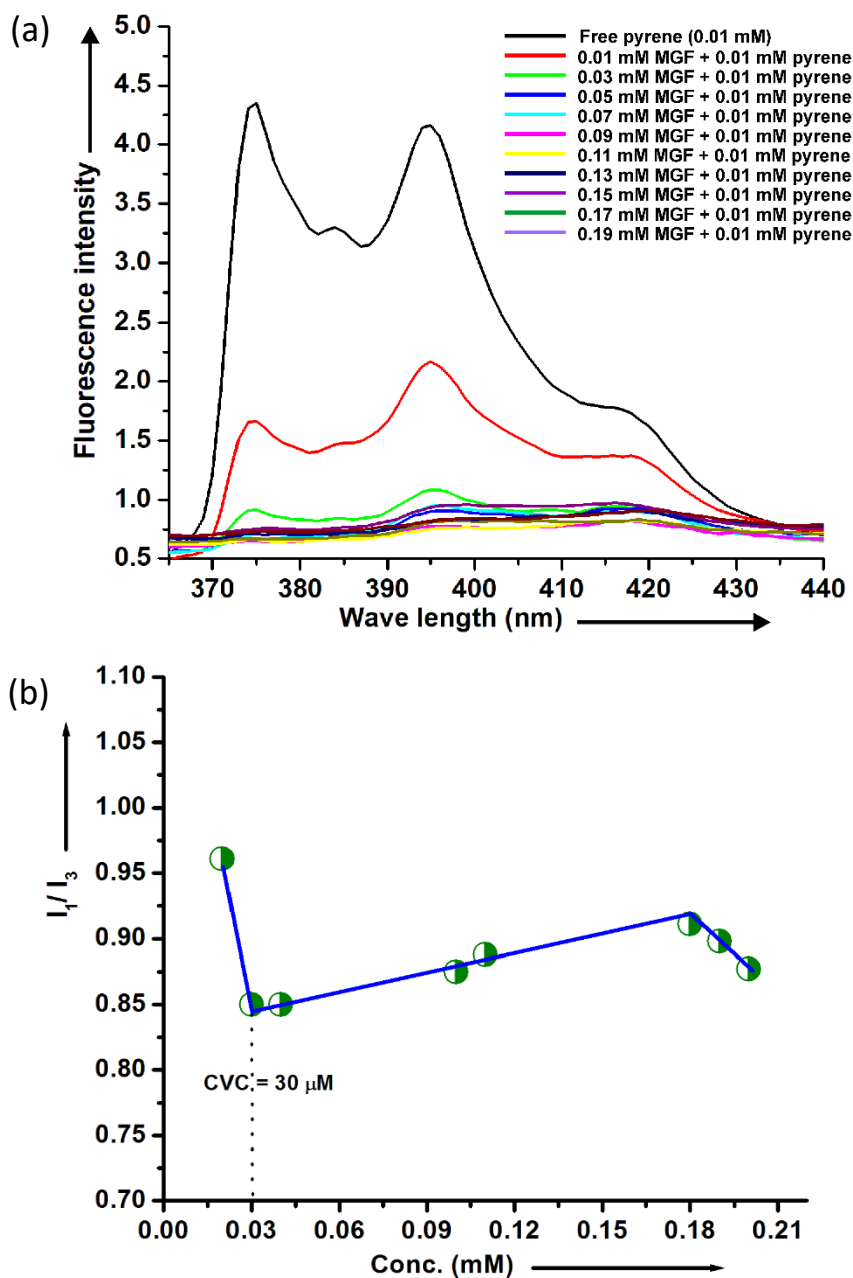 (a)
5.0
4.5
4.0
3.5
3.0
2.5
2.0
1.5
1.0
0.5
Fluorescence intensity
Free pyrene (0.01 mM)
0.01 mM MGF + 0.01 mM pyrene
0.03 mM MGF + 0.01 mM pyrene
0.05 mM MGF + 0.01 mM pyrene
0.07 mM MGF + 0.01 mM pyrene
0.09 mM MGF + 0.01 mM pyrene
0.11 mM MGF + 0.01 mM pyrene
0.13 mM MGF + 0.01 mM pyrene
0.15 mM MGF + 0.01 mM pyrene
0.17 mM MGF + 0.01 mM pyrene
0.19 mM MGF + 0.01 mM pyrene
370 380 390 400 410 420 430 440
Wave length (nm)
(b)
1.10
1.05
1.00
0.95
0.90
0.85
0.80
0.75
0.70
I1/ I3
CVC = 30 μM
0.00 0.03 0.06 0.09 0.12 0.15 0.18 0.21
Conc. (mM)